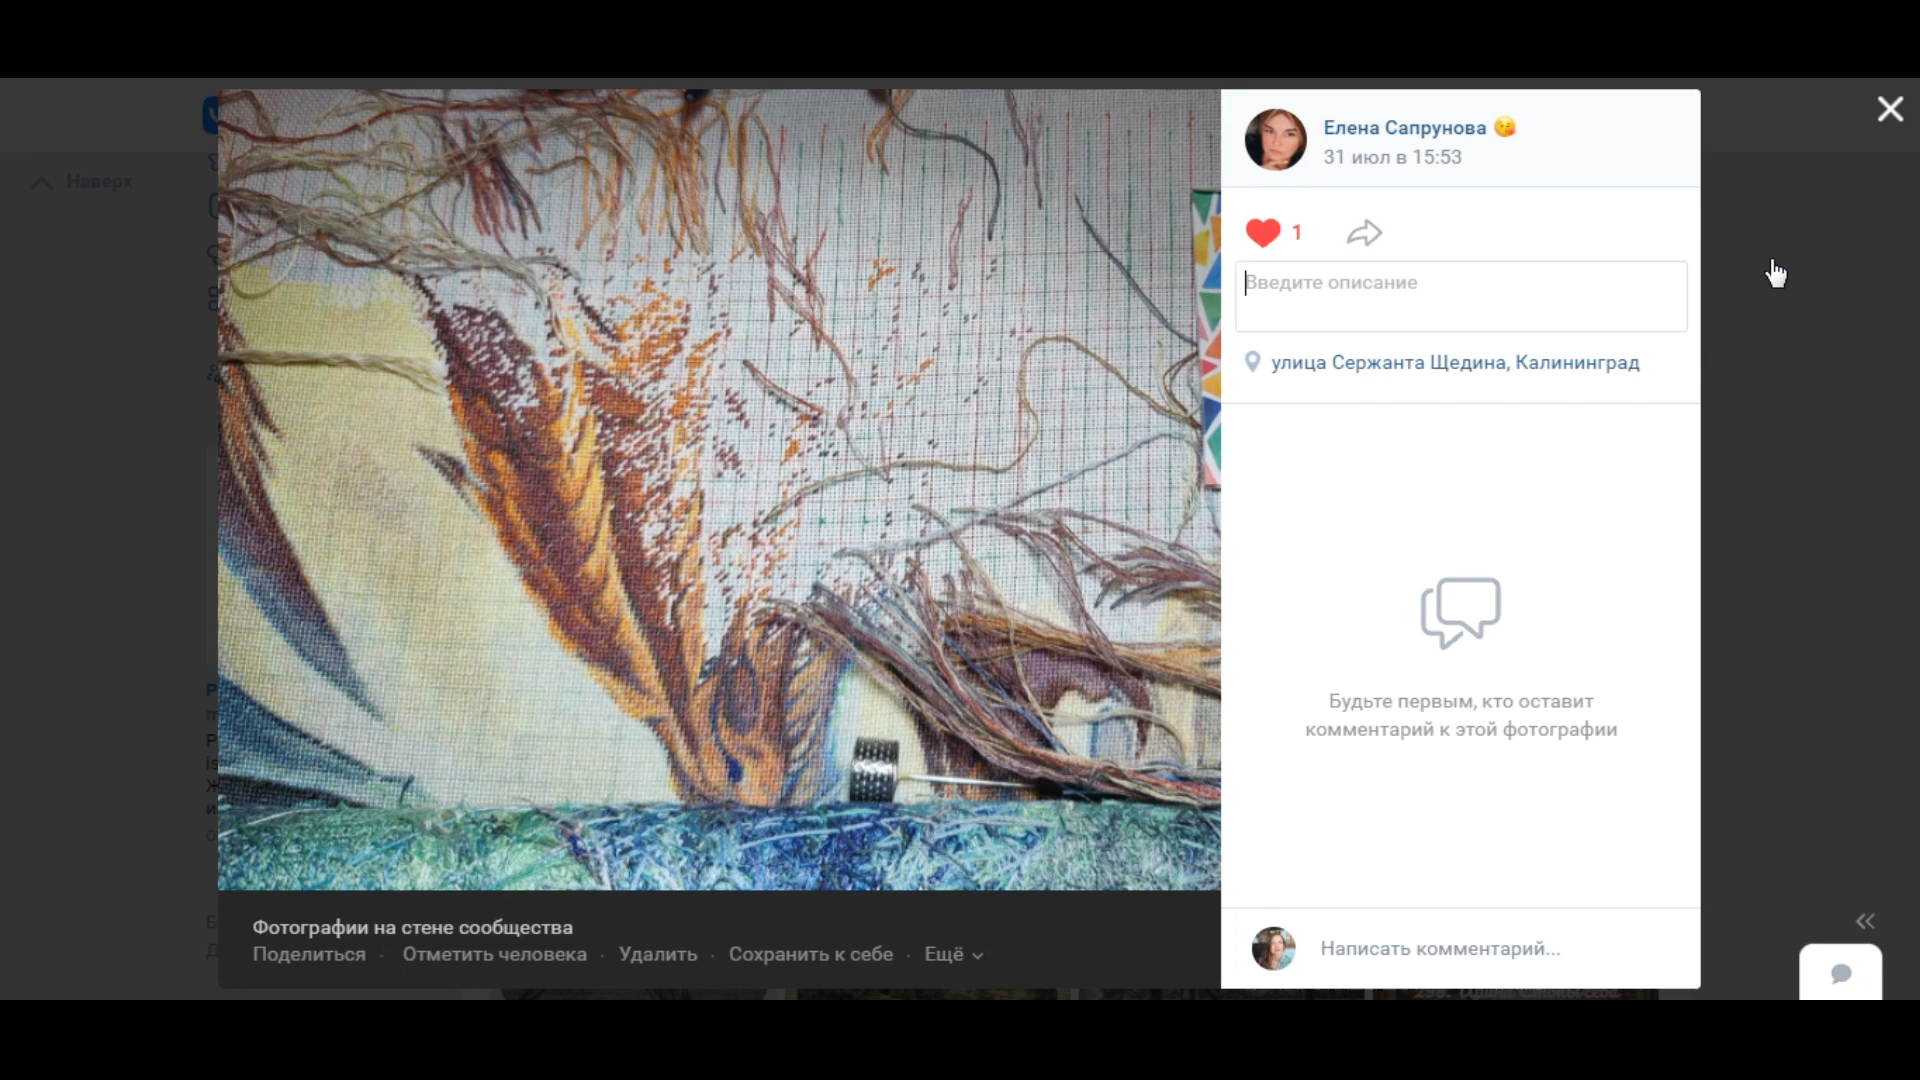 Наверх
Елена Сапрунова
31 июл в 15:53
1
Введите описание
улица Сержанта Щедина, Калининград
Будьте первым, кто оставит
комментарий к этой фотографии
Фотографии на стене сообщества
Поделиться · Отметить человека · Удалить · Сохранить к себе · Ещё
Написать комментарий...